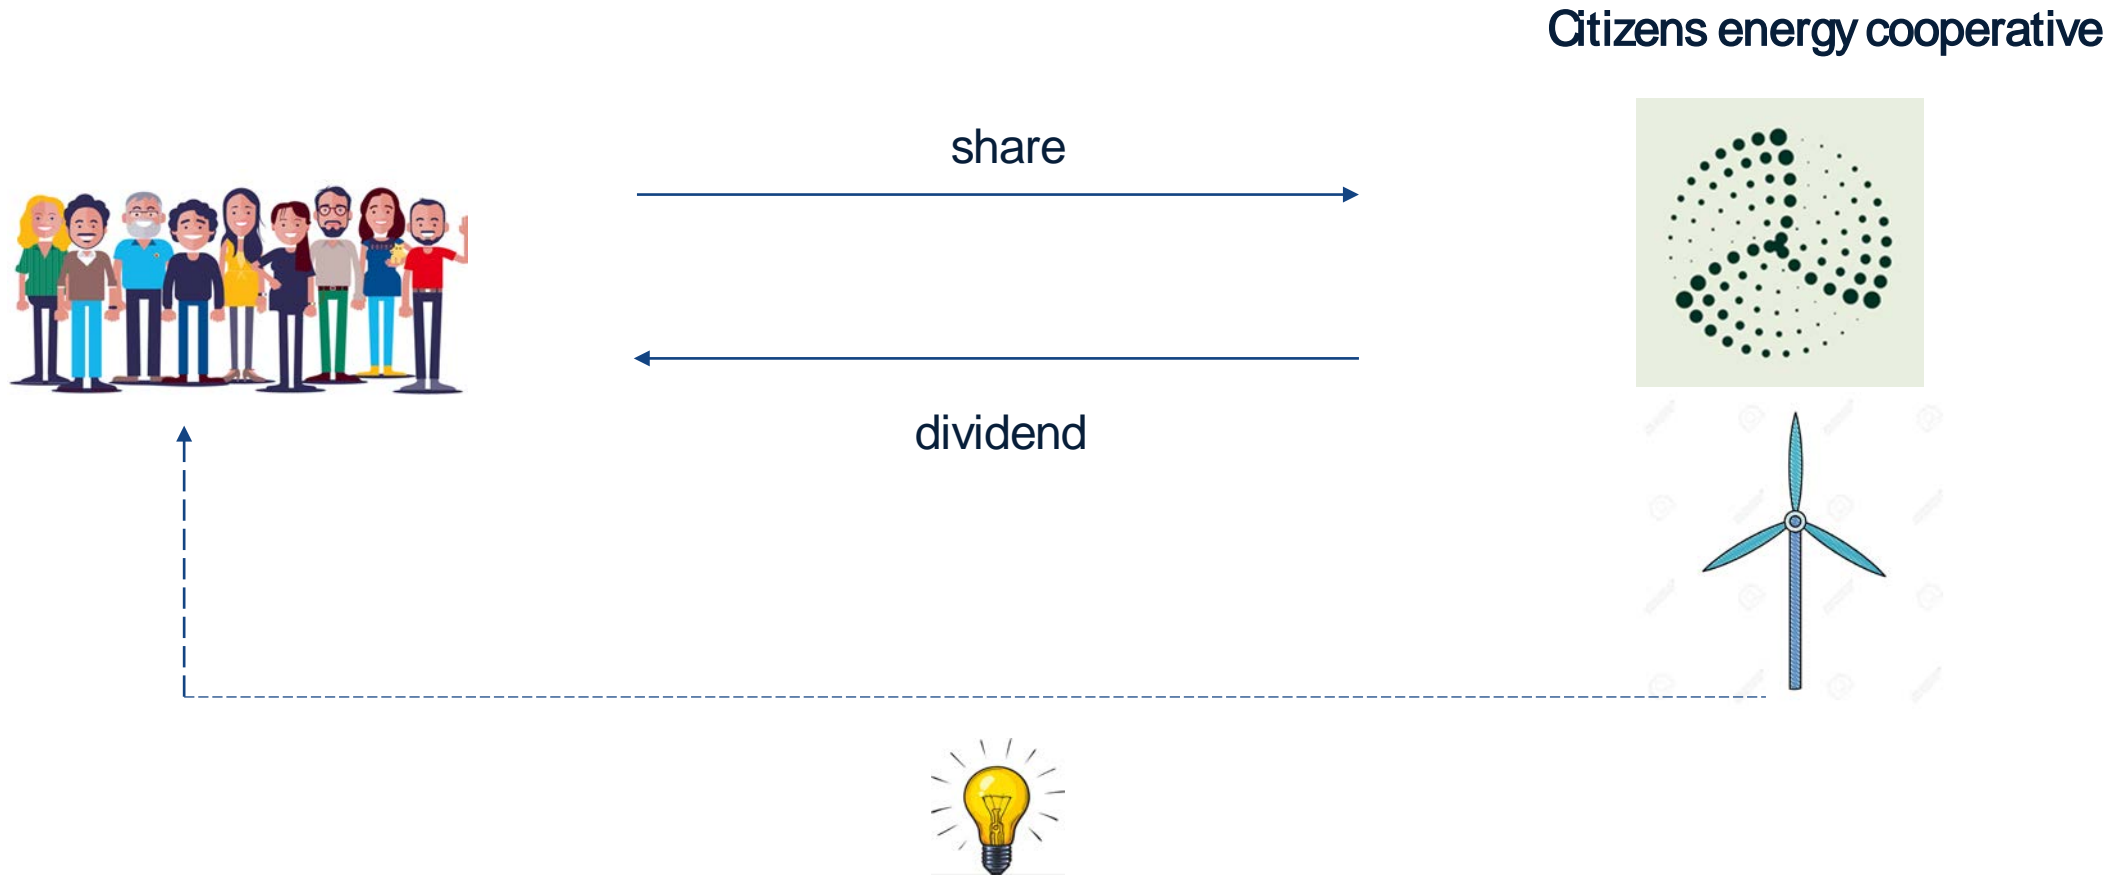 Citizens energy cooperative
share
dividend